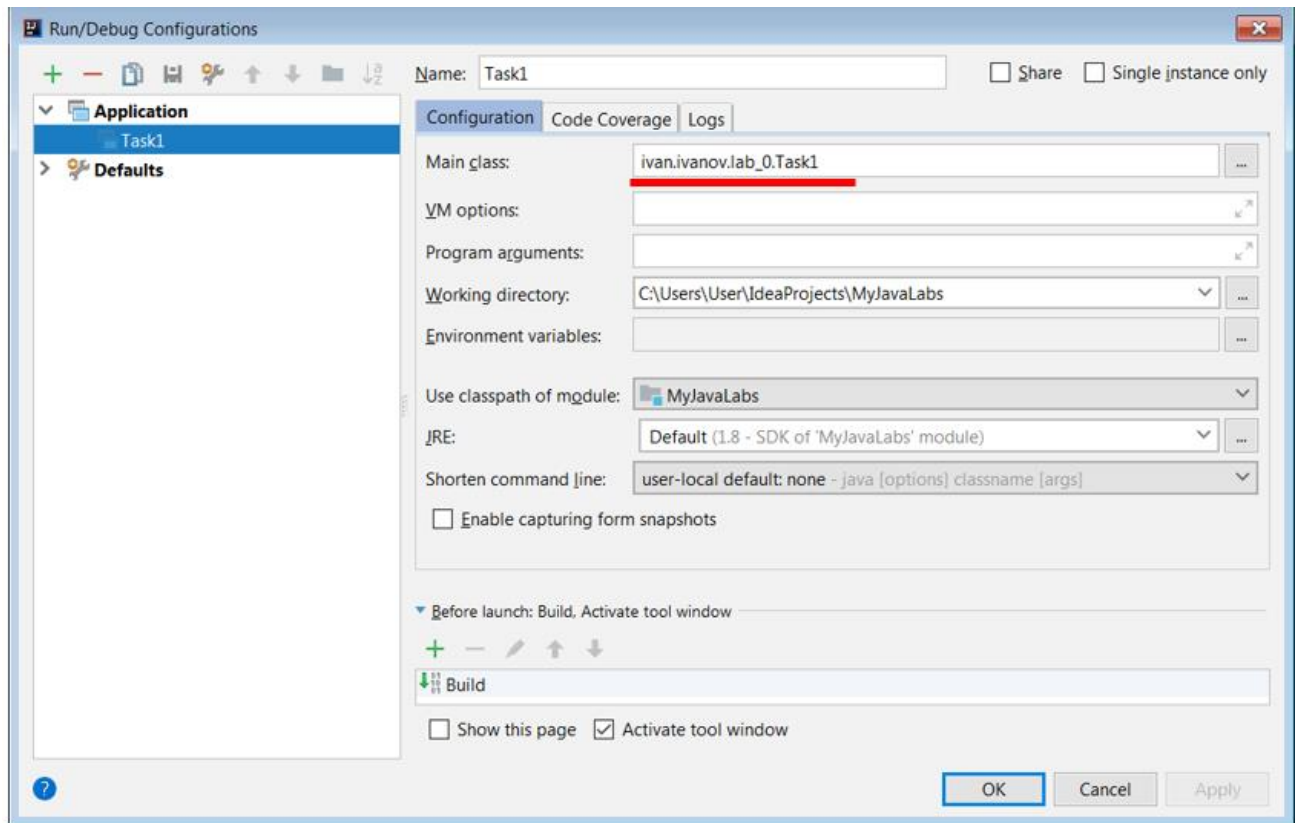 Run/Debug Configurations
Name: Task1
Share
Single instance only
Application
Task1
Defaults
Configuration
Code Coverage
Logs
Main class: ivan.ivanov.lab_0.Task1
VM options:
Program arguments:
Working directory: C:\Users\User\IdeaProjects\MyJavaLabs
Environment variables:
Use classpath of module: MyJavaLabs
JRE: Default (1.8 - SDK of 'MyJavaLabs' module)
Shorten command line: user-local default: none - java [options] classname [args]
Enable capturing form snapshots
Before launch: Build, Activate tool window
Build
Show this page
Activate tool window
OK
Cancel
Apply